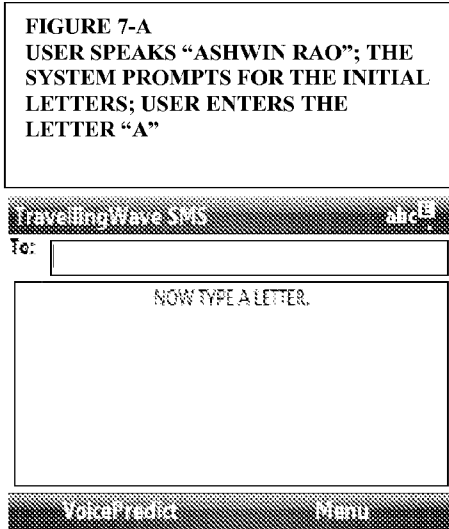 FIGURE 7-A
USER SPEAKS “ASHWIN RAO”; THE
SYSTEM PROMPTS FOR THE INITIAL
LETTERS; USER ENTERS THE
LETTER “A”
TravellingWave SMS abc
To:
NOW TYPE A LETTER.
VoicePredict Menu